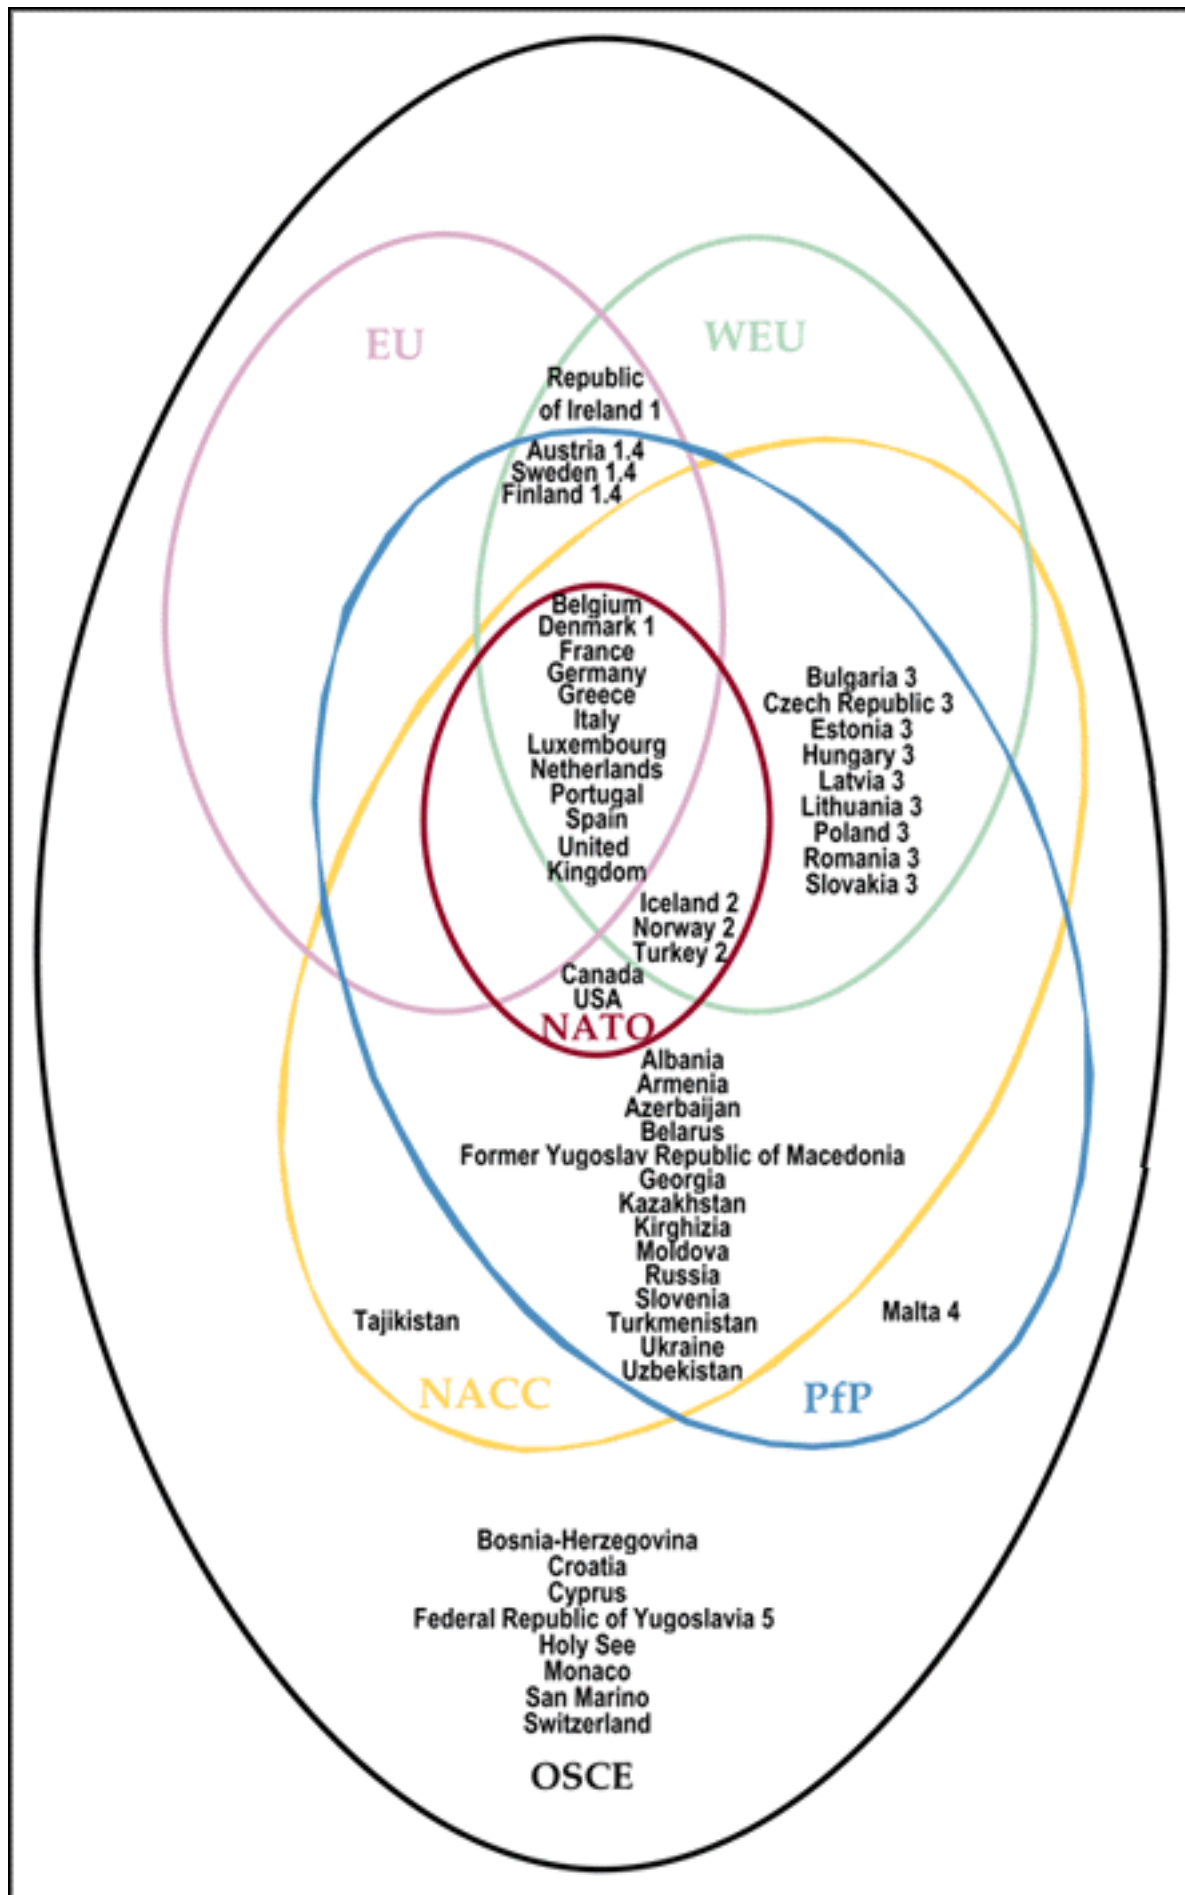 EU
WEU
Republic
of Ireland 1
Austria 1.4
Sweden 1.4
Finland 1.4
Belgium
Denmark 1
France
Germany
Greece
Italy
Luxembourg
Netherlands
Portugal
Spain
United
Kingdom
Bulgaria 3
Czech Republic 3
Estonia 3
Hungary 3
Latvia 3
Lithuania 3
Poland 3
Romania 3
Slovakia 3
Iceland 2
Norway 2
Turkey 2
Canada
USA
NATO
Albania
Armenia
Azerbaijan
Belarus
Former Yugoslav Republic of Macedonia
Georgia
Kazakhstan
Kirghizia
Moldova
Russia
Slovenia
Turkmenistan
Ukraine
Uzbekistan
Tajikistan
Malta 4
NACC
PfP
Bosnia-Herzegovina
Croatia
Cyprus
Federal Republic of Yugoslavia 5
Holy See
Monaco
San Marino
Switzerland
OSCE